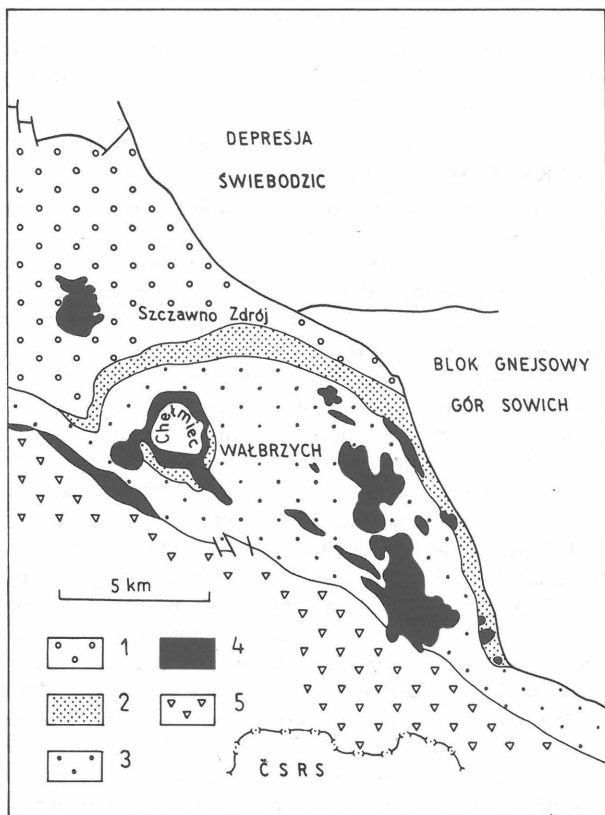 DEPRESJA
ŚWIEBODZIC
Szczawno Zdrój
BLOK GNEJSOWY
GÓR SOWICH
Chełmiec
WAŁBRZYCH
5 km
1
4
2
5
3
ČSRS